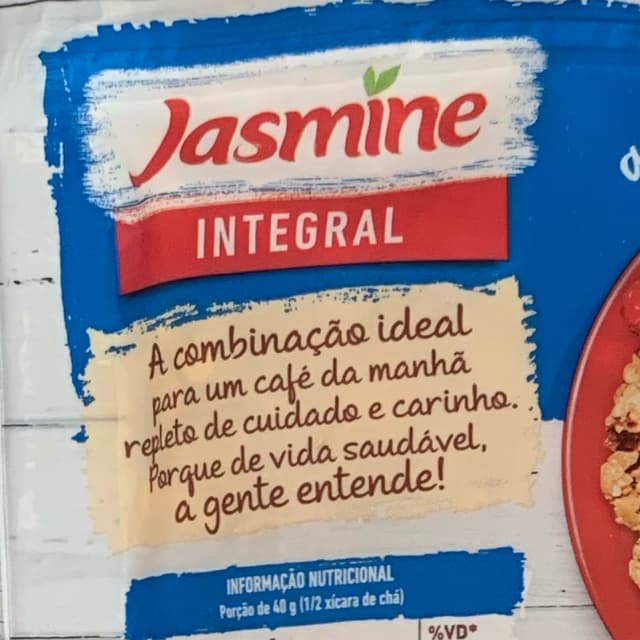 Jasmine
INTEGRAL
A combinação ideal
para um café da manhã
repleto de cuidado e carinho.
Porque de vida saudável,
a gente entende!
INFORMAÇÃO NUTRICIONAL
Porção de 40 g (1/2 xícara de chá)
%VD*